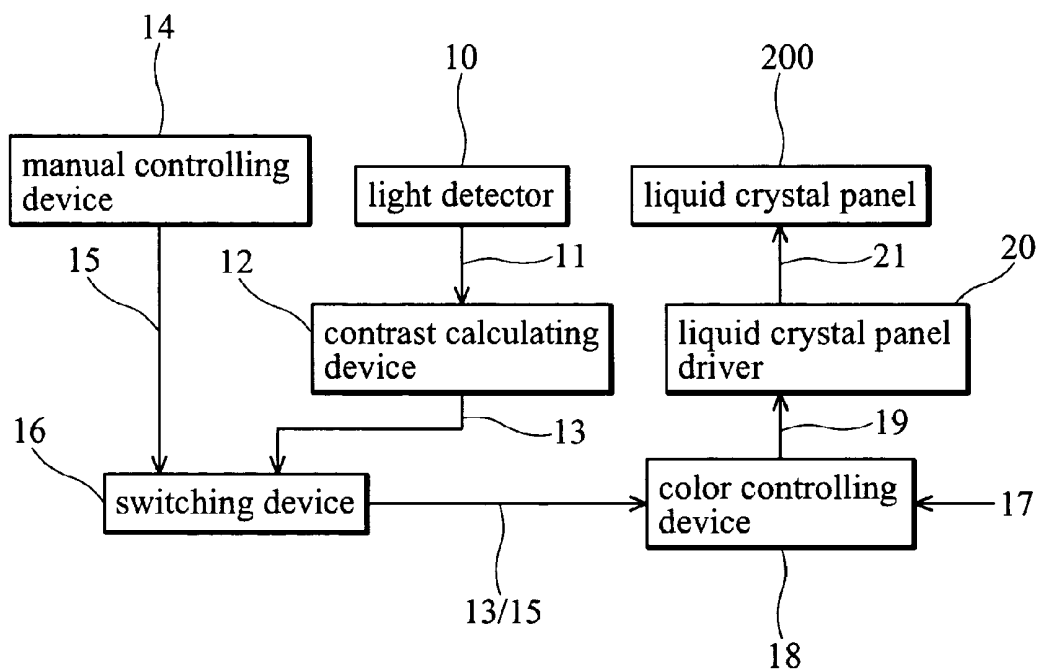 14
10
200
manual controlling
device
light detector
liquid crystal panel
15
12
11
21
20
contrast calculating
device
liquid crystal panel
driver
16
13
19
switching device
color controlling
device
17
13/15
18